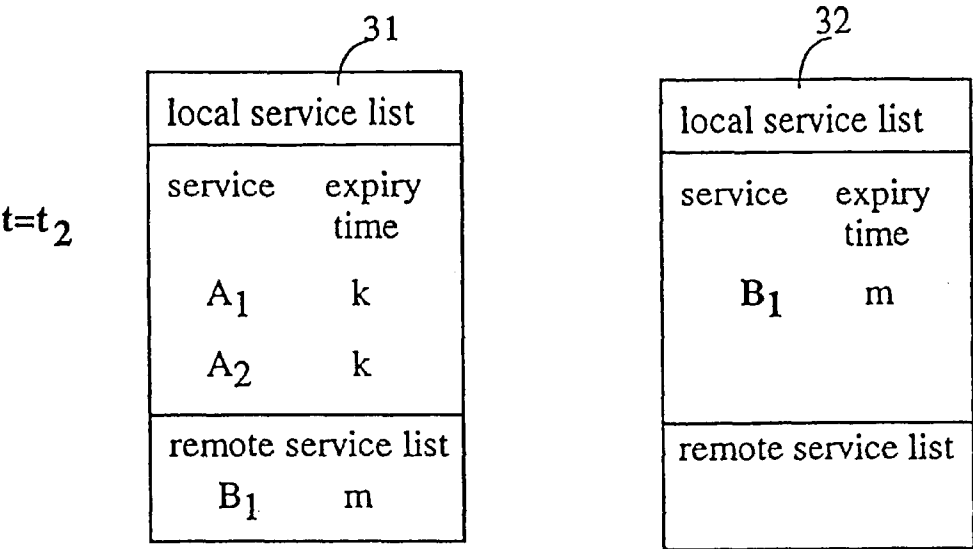 31
local service list
service expiry
time
A1 k
A2 k
remote service list
B1 m
t=t2
32
local service list
service expiry
time
B1 m
remote service list